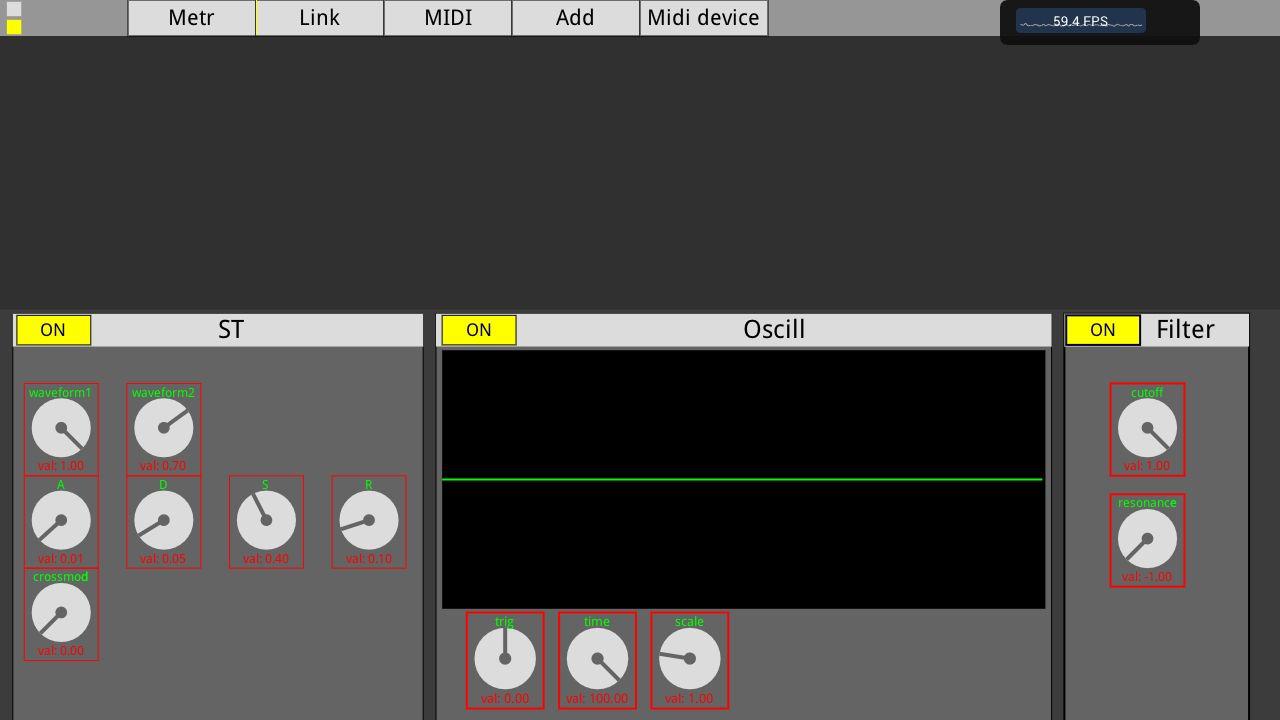 Metr Link MIDI Add Midi device 59.4 FPS
ON ST ON Oscill ON Filter
waveform1 waveform2 cutoff
val: 1.00 val: 0.70 val: 1.00
A D S R resonance
val: 0.01 val: 0.05 val: 0.40 val: 0.10 val: -1.00
crossmod
val: 0.00
trig time scale
val: 0.00 val: 100.00 val: 1.00